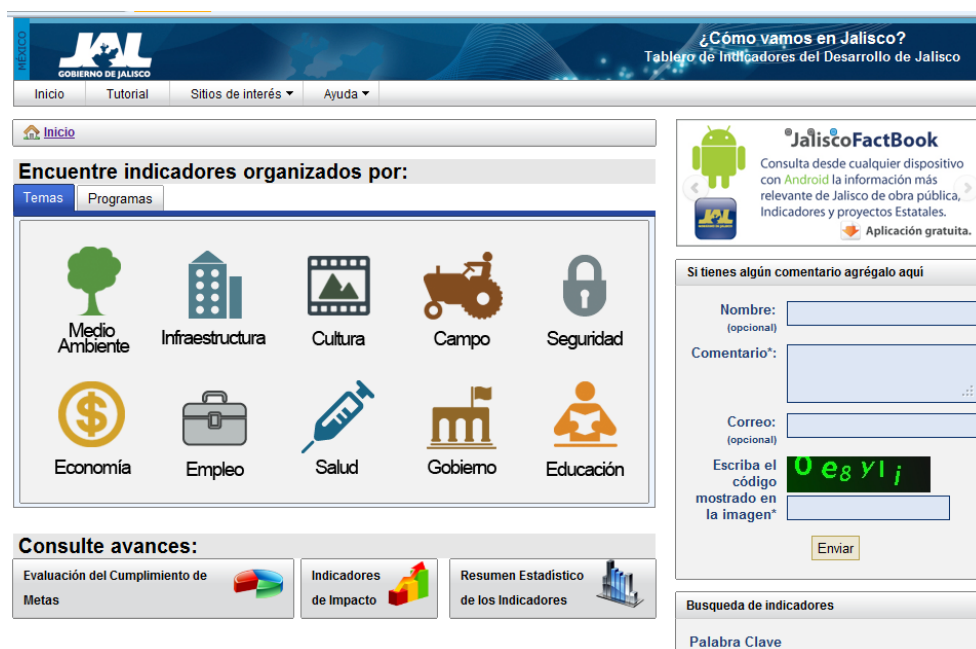 MÉXICO
JAL
GOBIERNO DE JALISCO
¿Cómo vamos en Jalisco?
Tablero de Indicadores del Desarrollo de Jalisco
Inicio Tutorial Sitios de interés Ayuda
Inicio
Encuentre indicadores organizados por:
Temas Programas
Medio
Ambiente
Infraestructura
Cultura
Campo
Seguridad
Economía
Empleo
Salud
Gobierno
Educación
Consulte avances:
Evaluación del Cumplimiento de
Metas
Indicadores
de Impacto
Resumen Estadístico
de los Indicadores
JaliscoFactBook
Consulta desde cualquier dispositivo
con Android la información más
relevante de Jalisco de obra pública,
Indicadores y proyectos Estatales.
JAL
Aplicación gratuita.
Si tienes algún comentario agrégalo aquí
Nombre:
(opcional)
Comentario*:
Correo:
(opcional)
Escriba el
código
mostrado en
la imagen*
0 e8 y l j
Enviar
Busqueda de indicadores
Palabra Clave